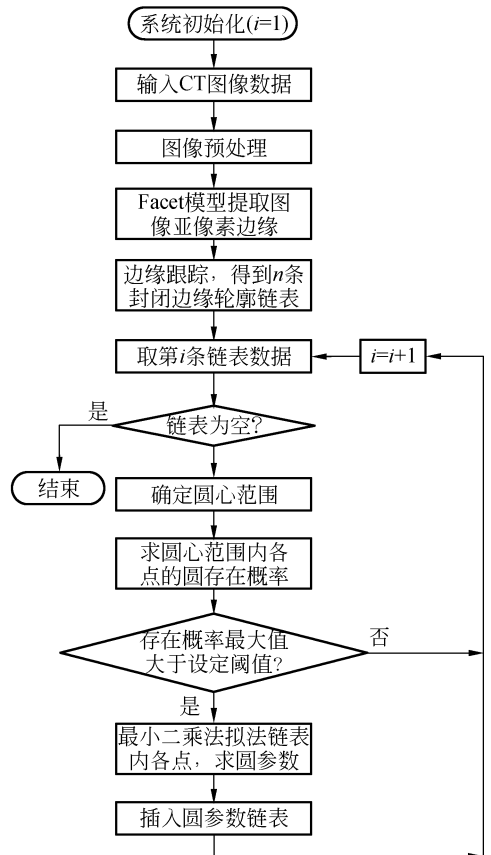 系统初始化(i=1)
输入CT图像数据
图像预处理
Facet模型提取图
像亚像素边缘
边缘跟踪，得到n条
封闭边缘轮廓链表
取第i条链表数据
i=i+1
是
链表为空?
结束
确定圆心范围
求圆心范围内各
点的圆存在概率
存在概率最大值
大于设定阈值?
否
是
最小二乘法拟法链表
内各点，求圆参数
插入圆参数链表